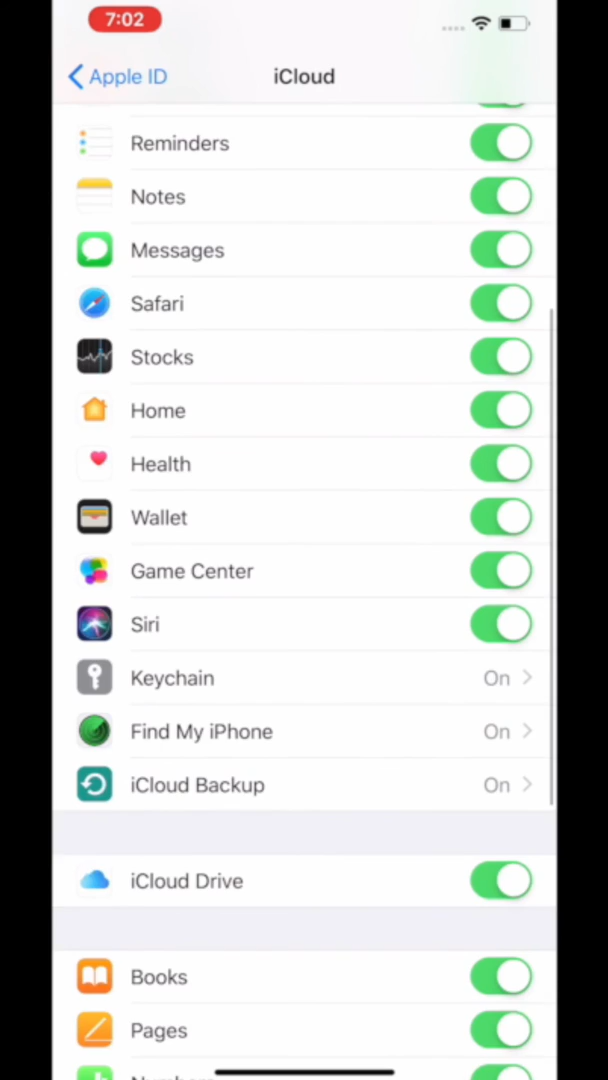 7:02
Apple ID
iCloud
Reminders
Notes
Messages
Safari
Stocks
Home
Health
Wallet
Game Center
Siri
Keychain On
Find My iPhone On
iCloud Backup On
iCloud Drive
Books
Pages